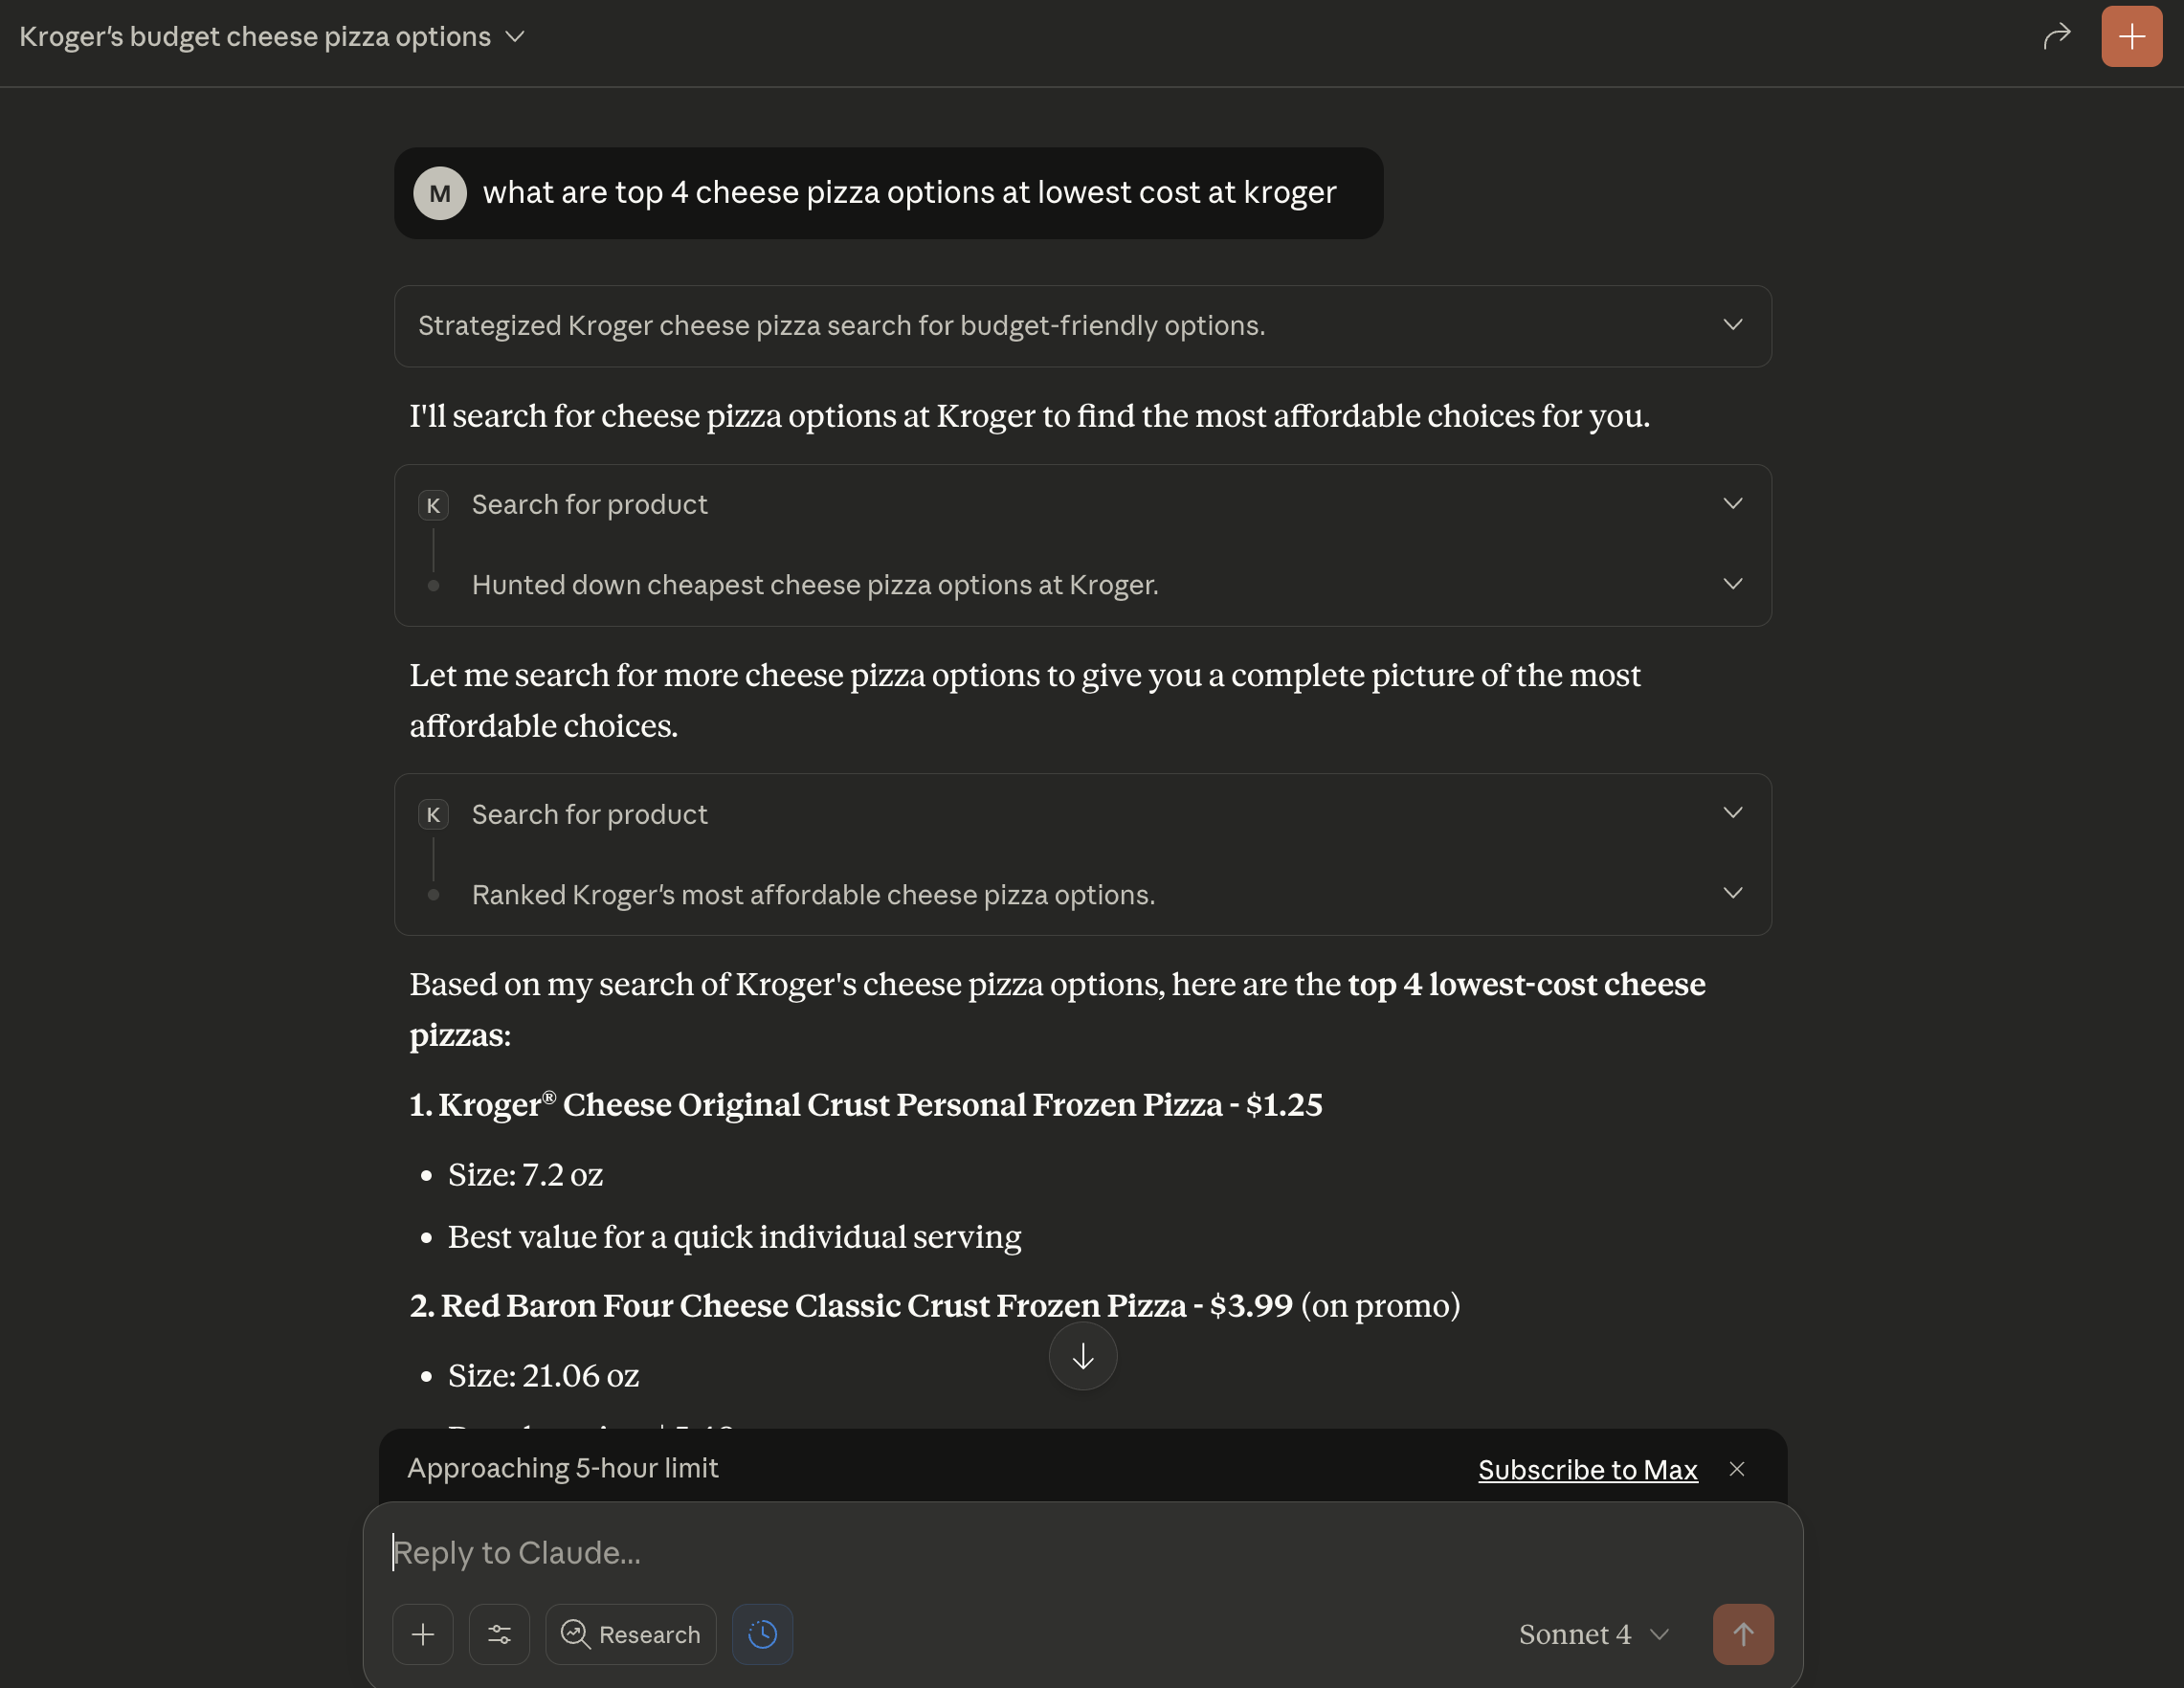 Kroger's budget cheese pizza options
M what are top 4 cheese pizza options at lowest cost at kroger
Strategized Kroger cheese pizza search for budget-friendly options.
I'll search for cheese pizza options at Kroger to find the most affordable choices for you.
K Search for product
Hunted down cheapest cheese pizza options at Kroger.
Let me search for more cheese pizza options to give you a complete picture of the most
affordable choices.
K Search for product
Ranked Kroger's most affordable cheese pizza options.
Based on my search of Kroger's cheese pizza options, here are the top 4 lowest-cost cheese
pizzas:
1. Kroger® Cheese Original Crust Personal Frozen Pizza - $1.25
• Size: 7.2 oz
• Best value for a quick individual serving
2. Red Baron Four Cheese Classic Crust Frozen Pizza - $3.99 (on promo)
• Size: 21.06 oz
Approaching 5-hour limit
Subscribe to Max
Reply to Claude...
Research
Sonnet 4